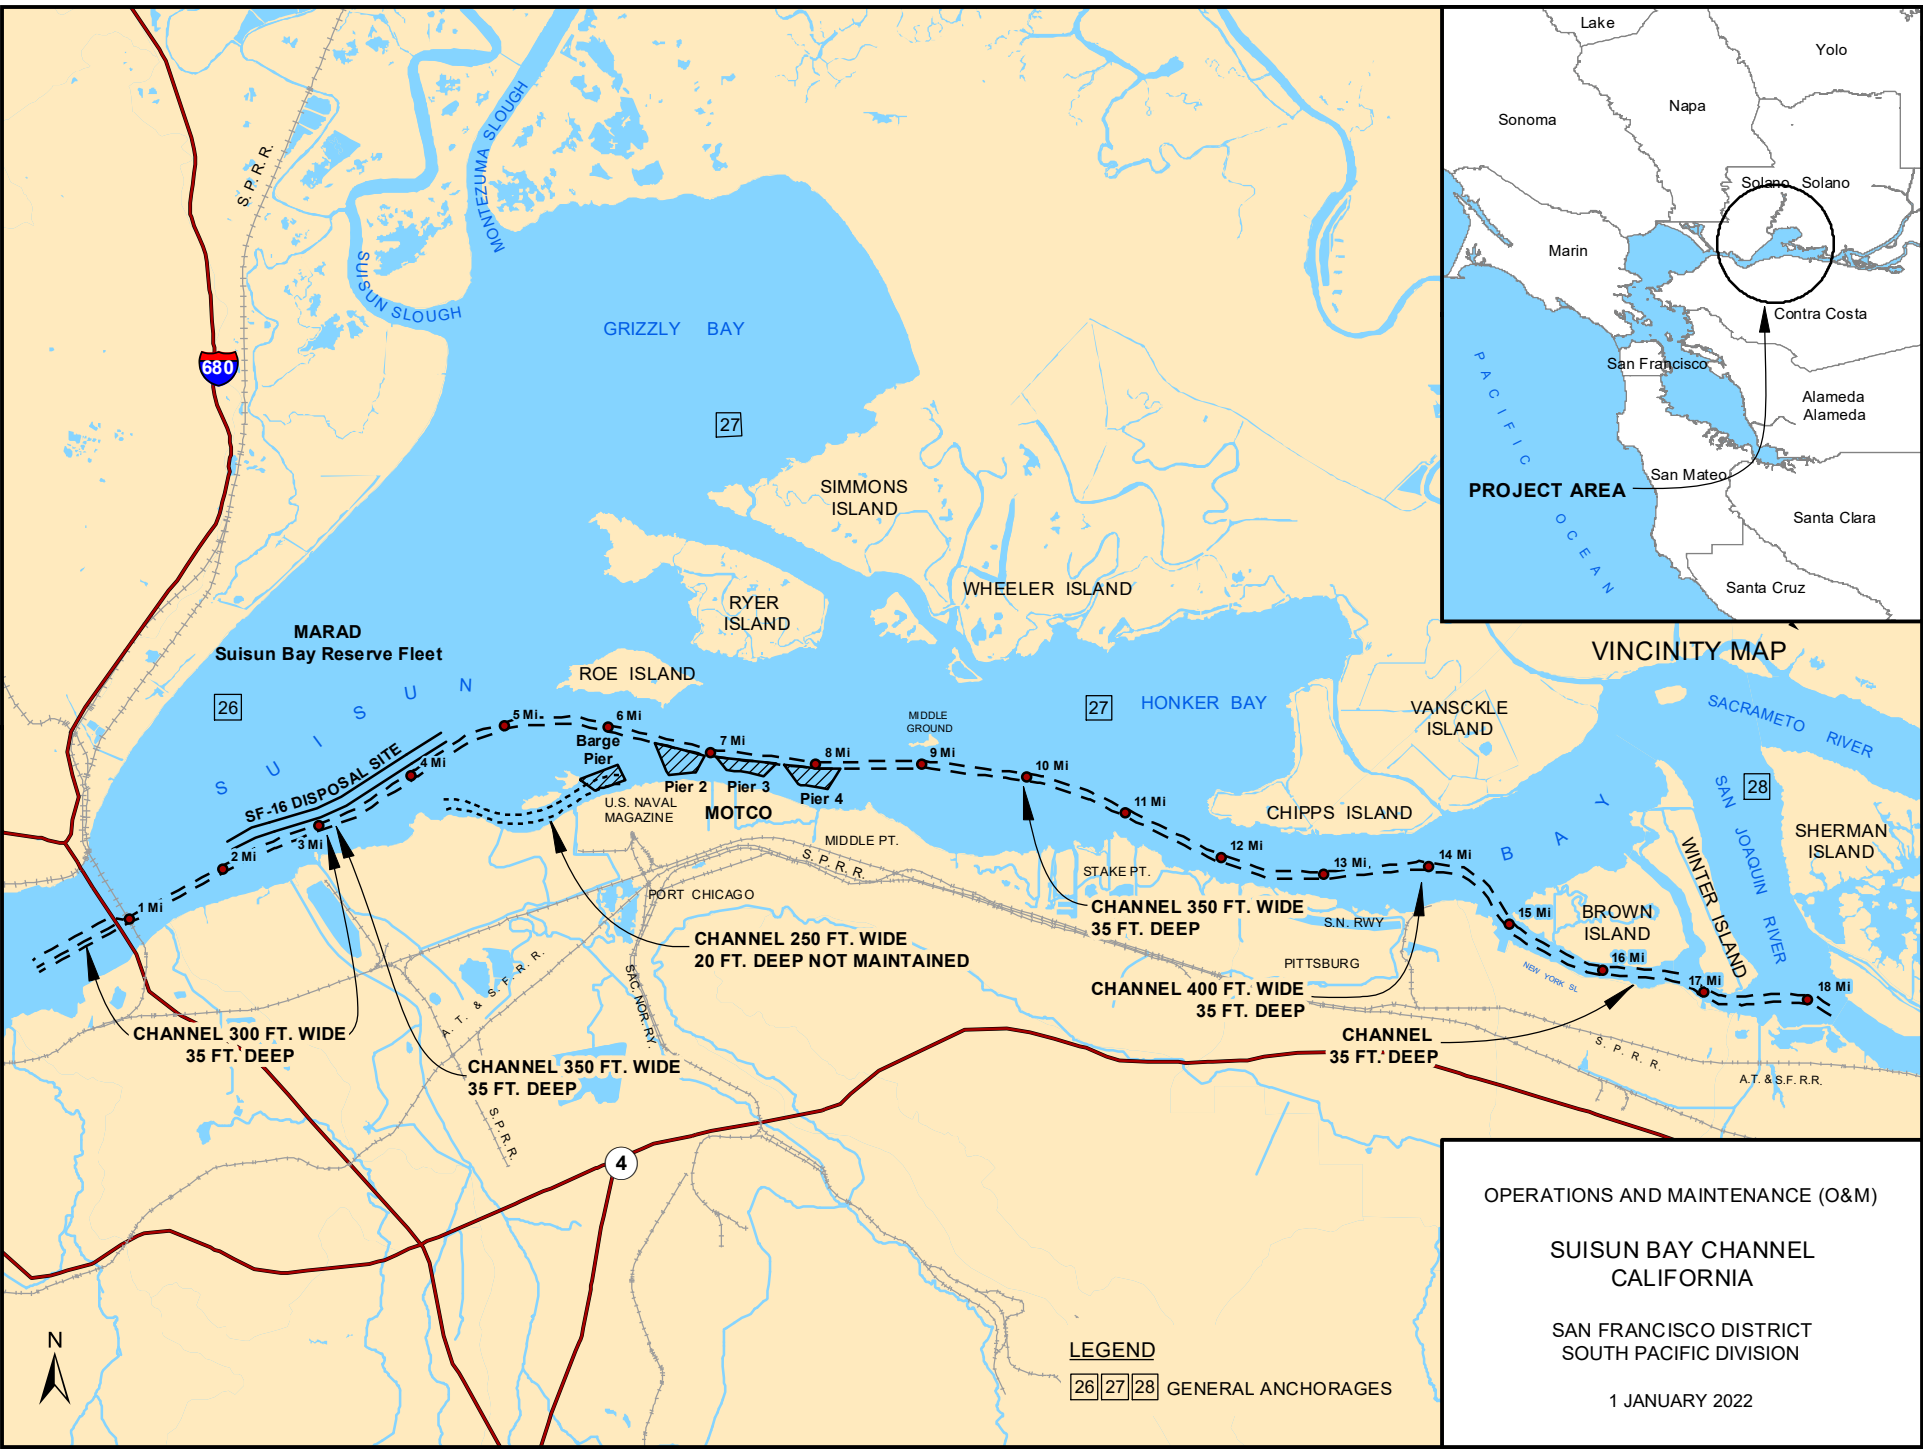 Lake
Yolo
Napa
Sonoma
Solano Solano
Marin
Contra Costa
San Francisco
Alameda
Alameda
San Mateo
PROJECT AREA
Santa Clara
Santa Cruz
PACIFIC OCEAN
VINCINITY MAP
S. P. R. R.
MONTEZUMA SLOUGH
SUISUN SLOUGH
GRIZZLY BAY
680
27
SIMMONS
ISLAND
WHEELER ISLAND
RYER
ISLAND
MARAD
Suisun Bay Reserve Fleet
ROE ISLAND
26
SUISUN
27
HONKER BAY
VANSCKLE
ISLAND
SACRAMETO RIVER
MIDDLE
GROUND
SF-16 DISPOSAL SITE
1 Mi
2 Mi
3 Mi
4 Mi
5 Mi
6 Mi
7 Mi
8 Mi
9 Mi
10 Mi
11 Mi
12 Mi
13 Mi
14 Mi
15 Mi
16 Mi
17 Mi
18 Mi
Barge
Pier
Pier 2
Pier 3
Pier 4
U.S. NAVAL
MAGAZINE
MOTCO
MIDDLE PT.
S. P. R. R.
CHIPPS ISLAND
BAY
28
SAN JOAQUIN RIVER
SHERMAN
ISLAND
WINTER ISLAND
BROWN
ISLAND
STAKE PT.
PORT CHICAGO
CHANNEL 350 FT. WIDE
35 FT. DEEP
S.N. RWY
CHANNEL 250 FT. WIDE
20 FT. DEEP NOT MAINTAINED
PITTSBURG
NEW YORK SL
CHANNEL 400 FT. WIDE
35 FT. DEEP
A. T. & S. F. R. R.
SAC. NOR. RY.
CHANNEL 300 FT. WIDE
35 FT. DEEP
CHANNEL
35 FT. DEEP
S. P. R. R.
CHANNEL 350 FT. WIDE
35 FT. DEEP
A.T. & S.F. R.R.
S. P. R. R.
4
N
LEGEND
26 27 28 GENERAL ANCHORAGES
OPERATIONS AND MAINTENANCE (O&M)
SUISUN BAY CHANNEL
CALIFORNIA
SAN FRANCISCO DISTRICT
SOUTH PACIFIC DIVISION
1 JANUARY 2022